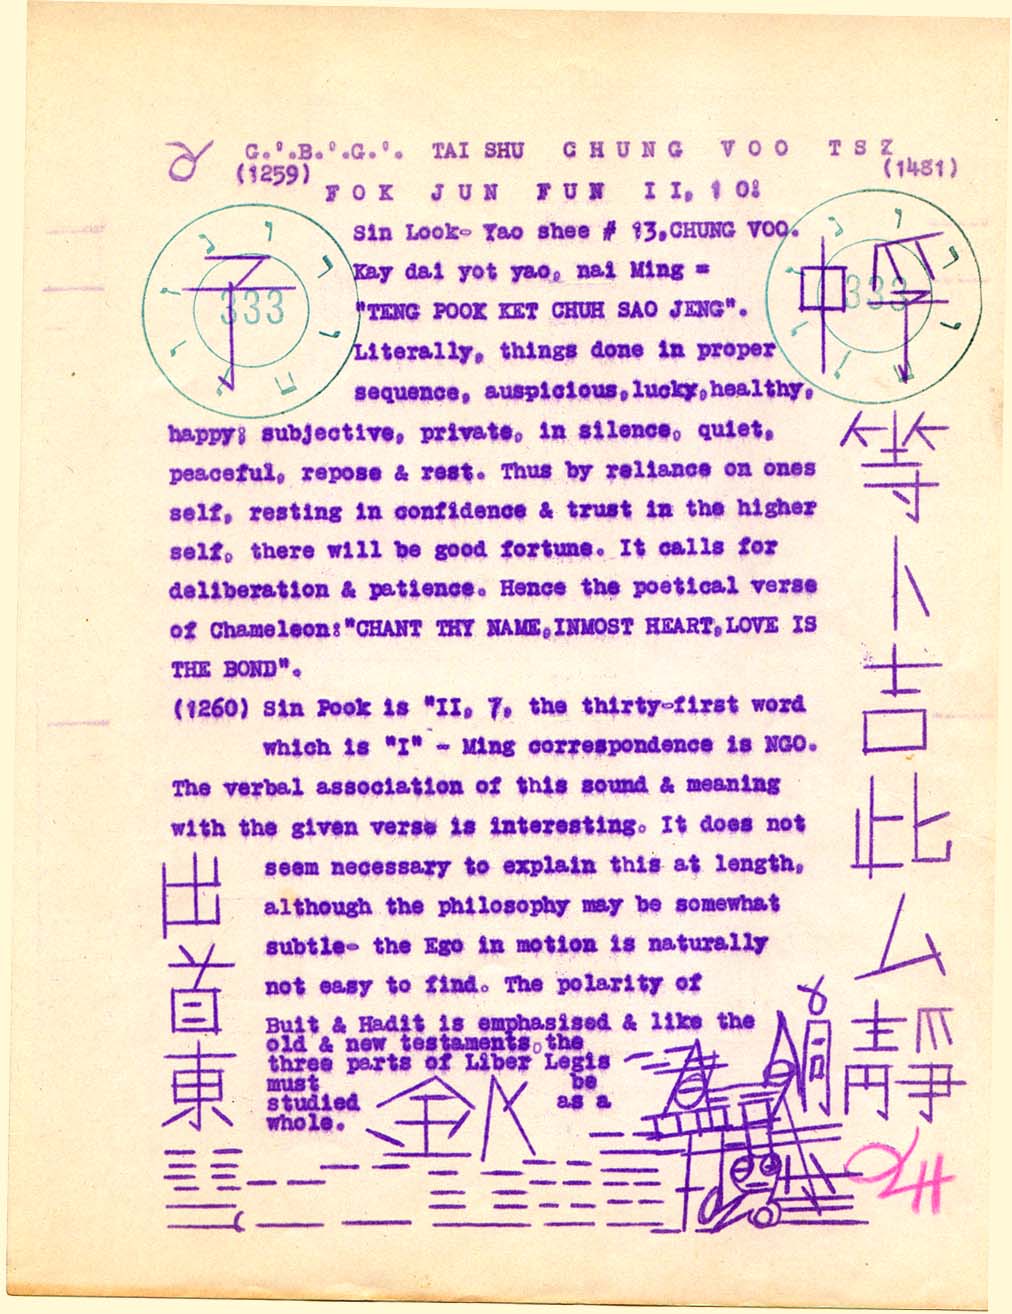 G.'.B.'.G.'. TAI SHU CHUNG VOO TSZ
(1259) (1481)
FOK JUN FUN II, 10:
Sin Look- Yao shee # 13,CHUNG VOO.
Kay dai yot yao, nai Ming =
"TENG POOK KET CHUH SAO JENG".
Literally, things done in proper
sequence, auspicious,lucky,healthy,
happy; subjective, private, in silence, quiet,
peaceful, repose & rest. Thus by reliance on ones
self, resting in confidence & trust in the higher
self, there will be good fortune. It calls for
deliberation & patience. Hence the poetical verse
of Chameleon:"CHANT THY NAME,INMOST HEART,LOVE IS
THE BOND".
(1260) Sin Pook is "II, 7, the thirty-first word
which is "I" - Ming correspondence is NGO.
The verbal association of this sound & meaning
with the given verse is interesting. It does not
seem necessary to explain this at length,
although the philosophy may be somewhat
subtle- the Ego in motion is naturally
not easy to find. The polarity of
Buit & Hadit is emphasised & like the
old & new testaments,the
three parts of Liber Legis
must be
studied as a
whole.
333
子
333
中
等
卜
吉
此
厶
靜
出
首
東
金